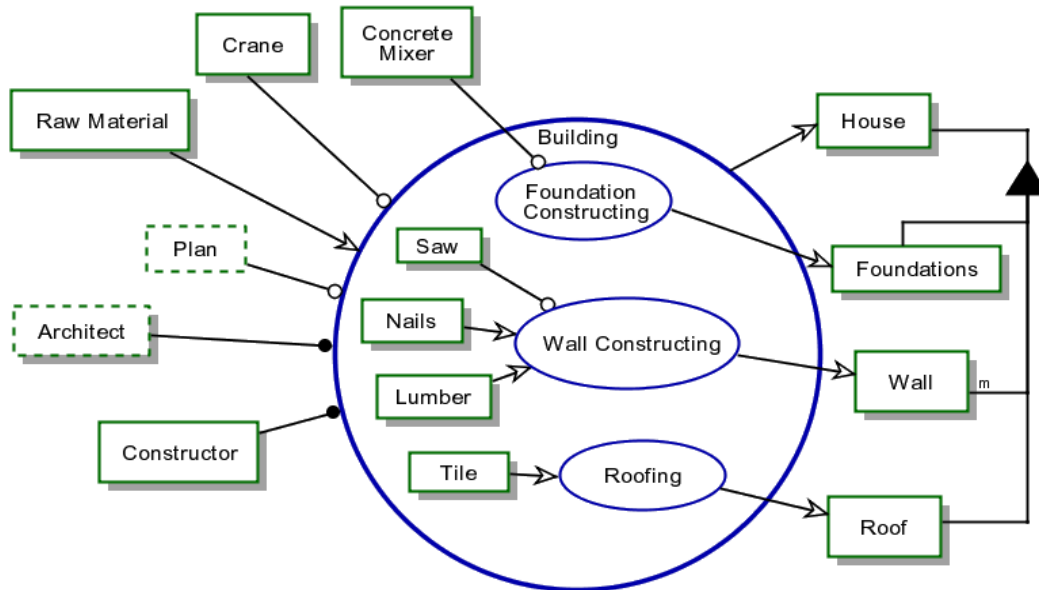 Crane
Concrete
Mixer
Raw Material
Building
House
Foundation
Constructing
Plan
Saw
Foundations
Architect
Nails
Wall Constructing
Wall
m
Lumber
Constructor
Tile
Roofing
Roof